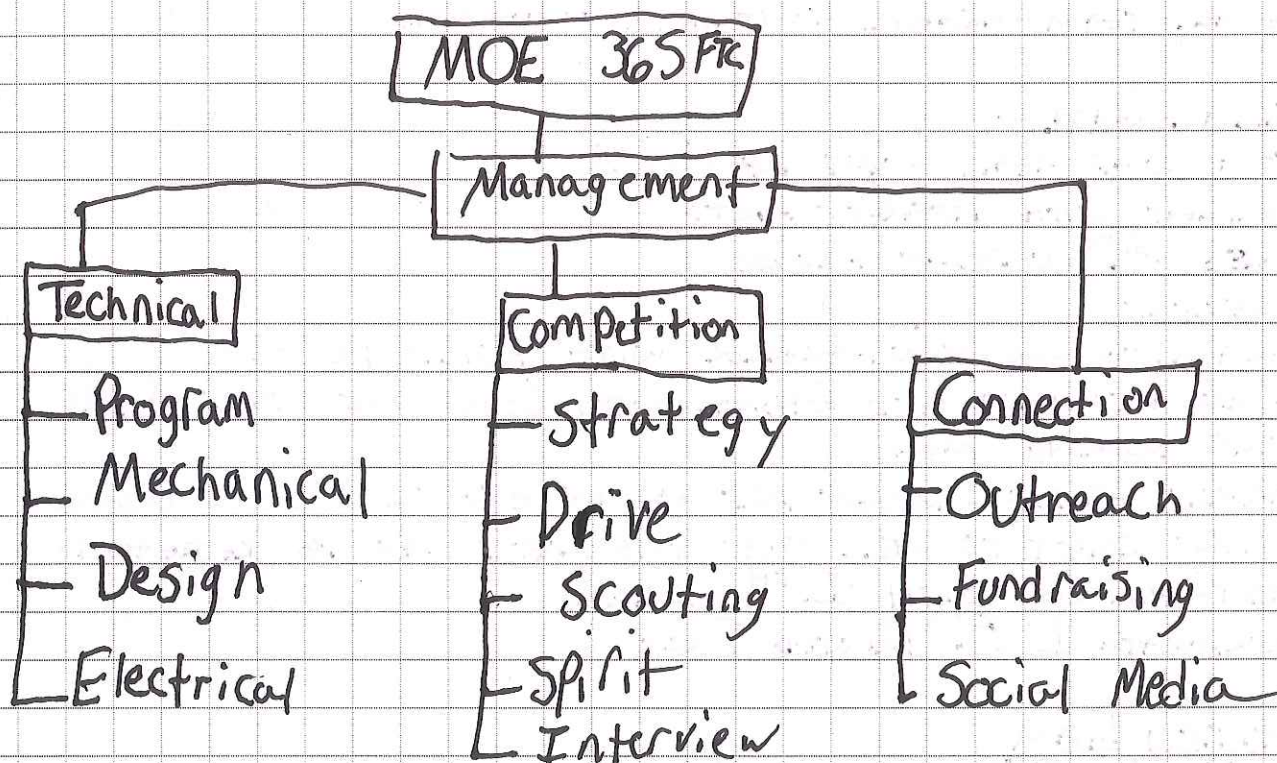 MOE 365 FTC
Management
Technical
Program
Mechanical
Design
Electrical
Competition
Strategy
Drive
Scouting
Spirit
Interview
Connection
Outreach
Fundraising
Social Media